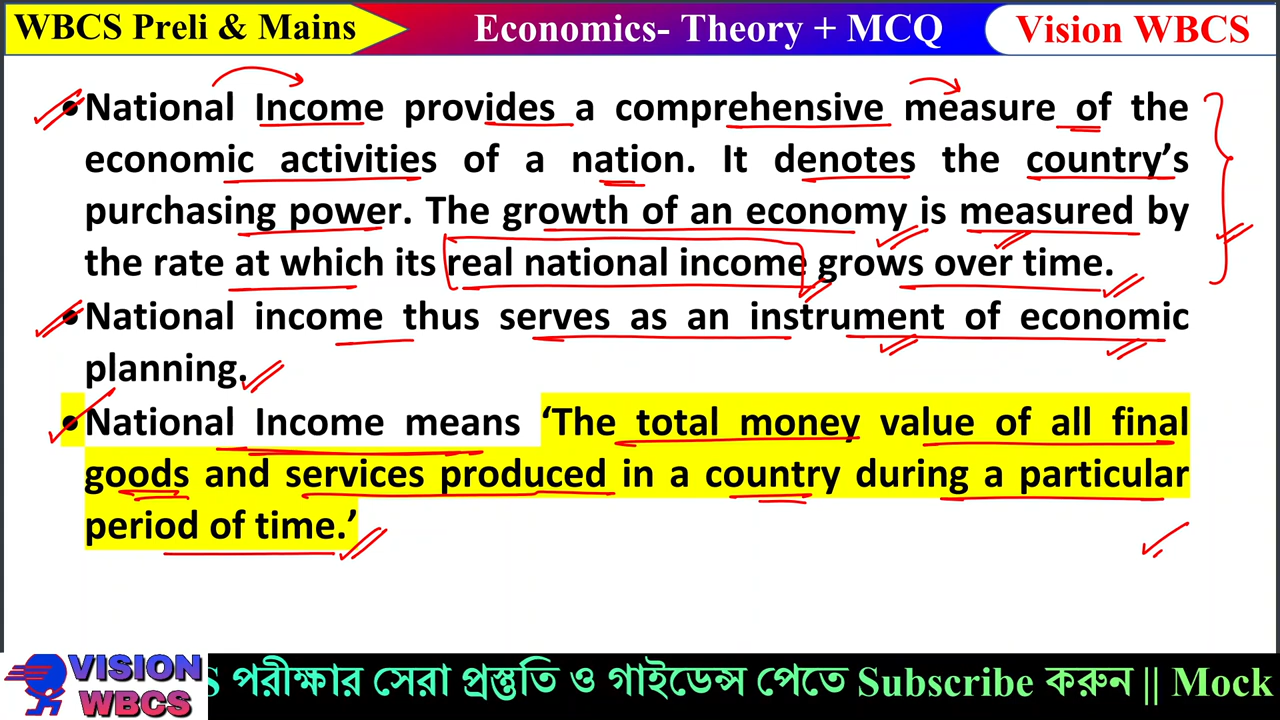 WBCS Preli & Mains
Economics- Theory + MCQ
Vision WBCS
• National Income provides a comprehensive measure of the
economic activities of a nation. It denotes the country’s
purchasing power. The growth of an economy is measured by
the rate at which its real national income grows over time.
• National income thus serves as an instrument of economic
planning.
• National Income means ‘The total money value of all final
goods and services produced in a country during a particular
period of time.’
VISION
WBCS
S পরীক্ষার সেরা প্রস্তুতি ও গাইডেন্স পেতে Subscribe করুন || Mock